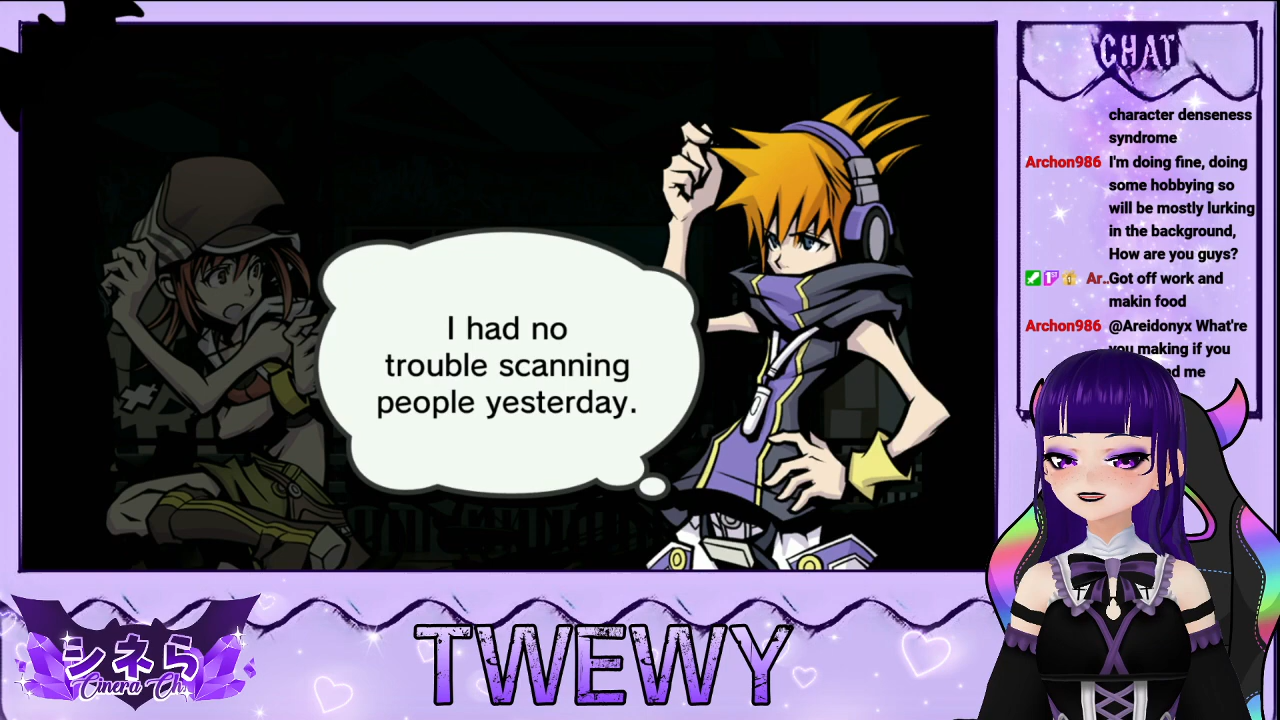 I had no
trouble scanning
people yesterday.
CHAT
character denseness
syndrome
Archon986 I'm doing fine, doing
some hobbying so
will be mostly lurking
in the background,
How are you guys?
Ar.. Got off work and
makin food
Archon986 @Areidonyx What're
you making if you
me
シネら
Cinera Ch.
TWEWY